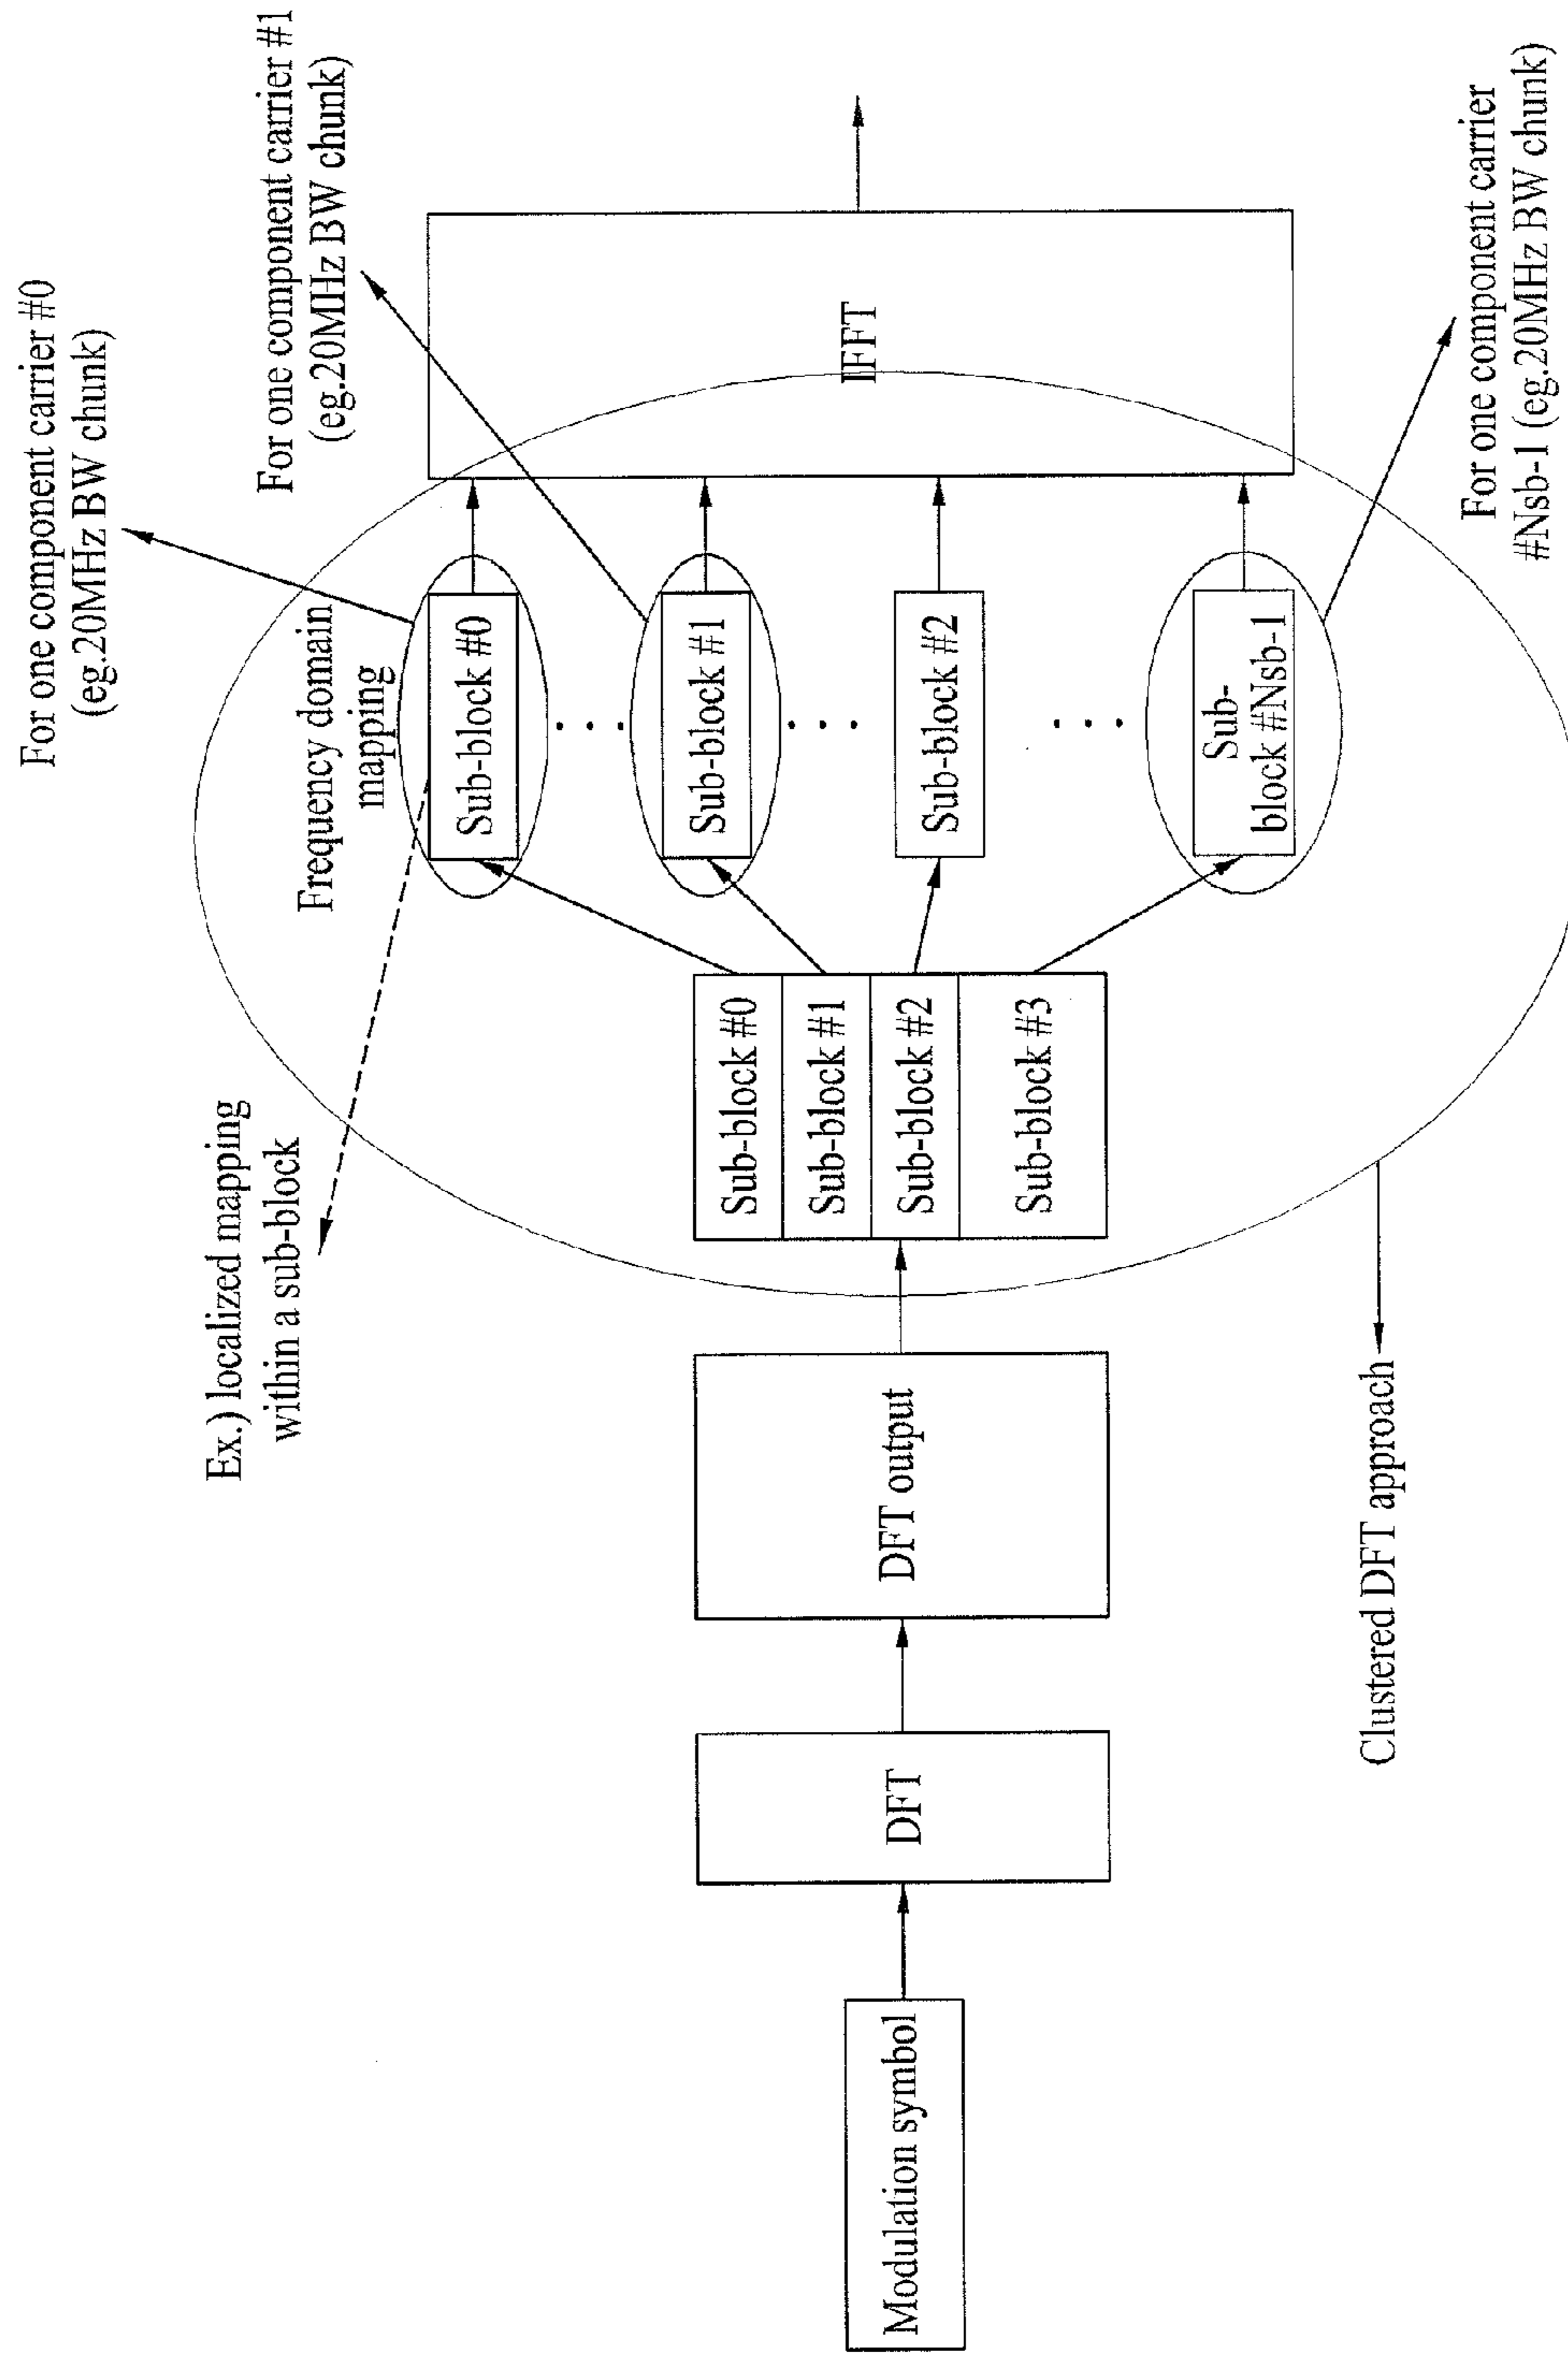 For one component carrier #0
(eg.20MHz BW chunk)
For one component carrier #1
(eg.20MHz BW chunk)
Ex.) localized mapping
within a sub-block
Frequency domain
mapping
Modulation symbol
DFT
DFT output
Sub-block #0
Sub-block #1
Sub-block #2
Sub-block #3
Sub-block #0
Sub-block #1
Sub-block #2
Sub-
block #Nsb-1
IFFT
Clustered DFT approach
For one component carrier
#Nsb-1 (eg.20MHz BW chunk)